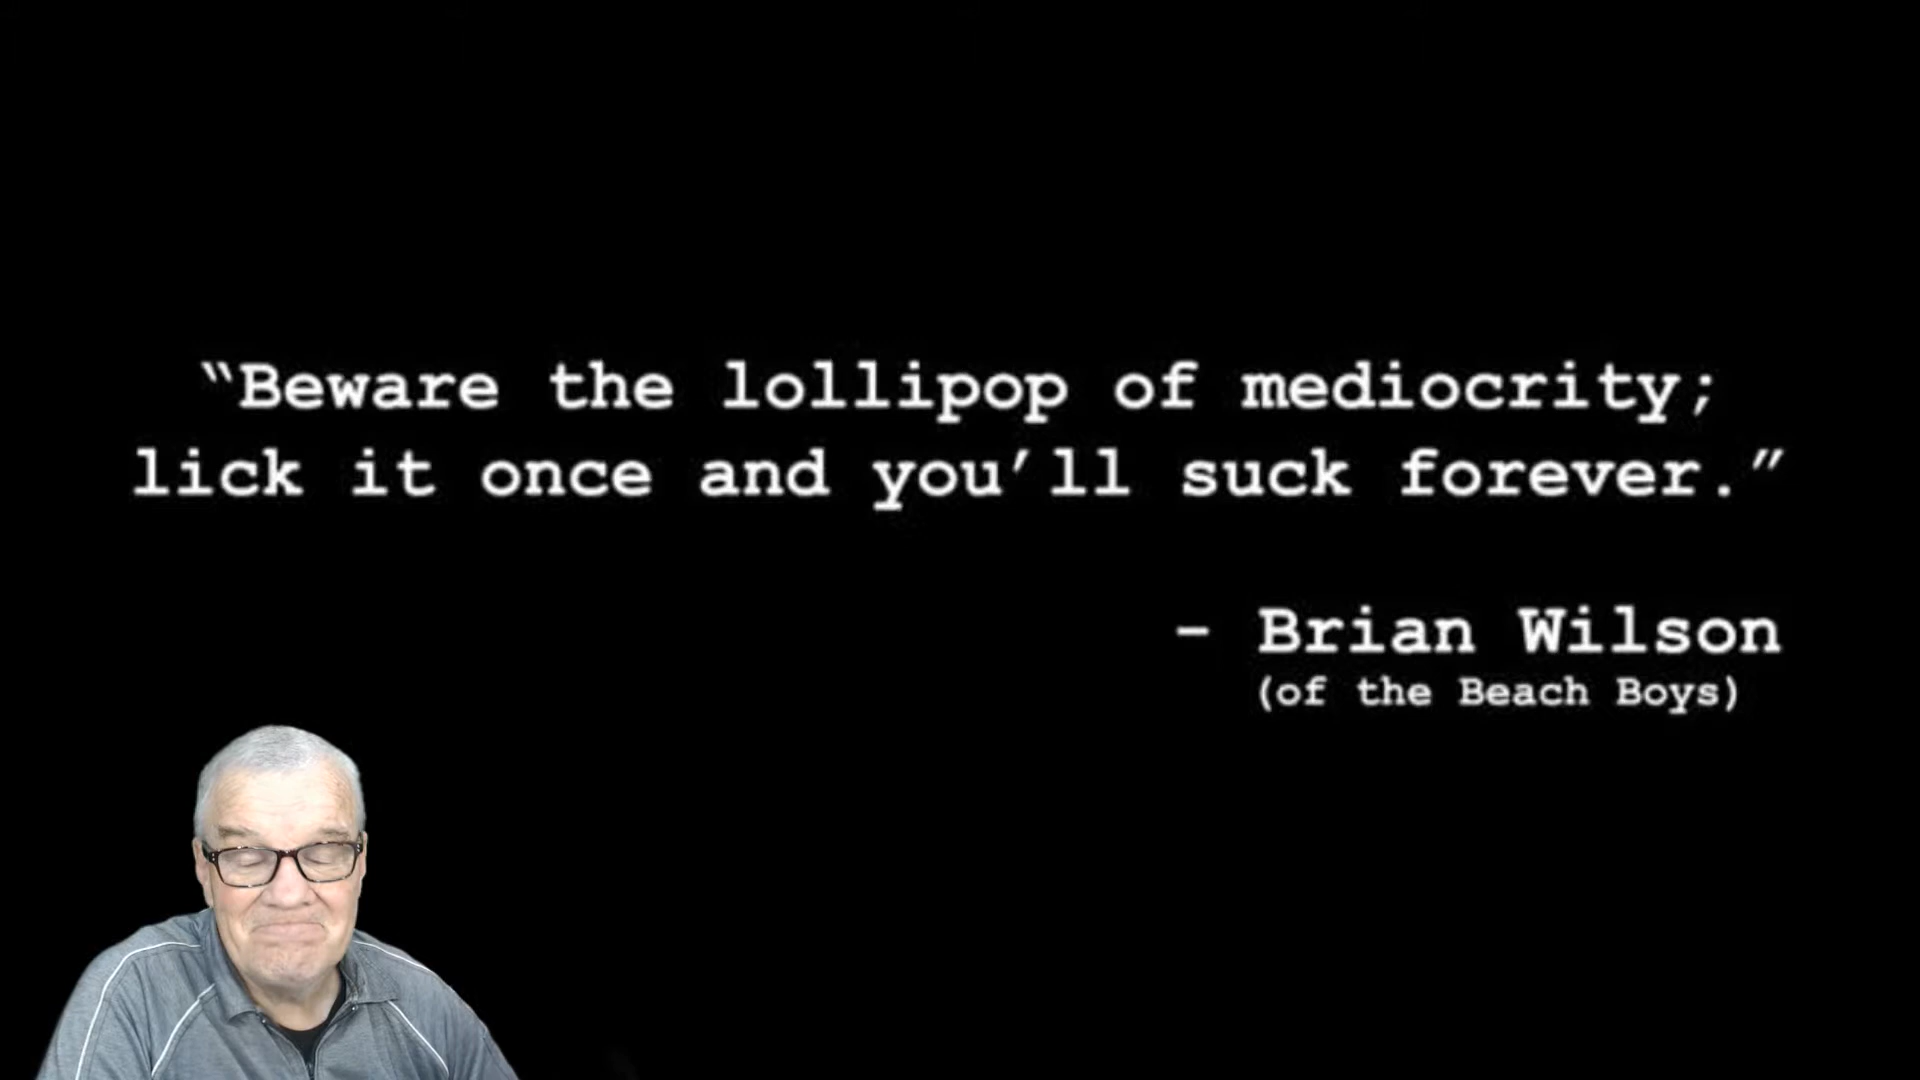 “Beware the lollipop of mediocrity;
lick it once and you’ll suck forever.”
- Brian Wilson
(of the Beach Boys)